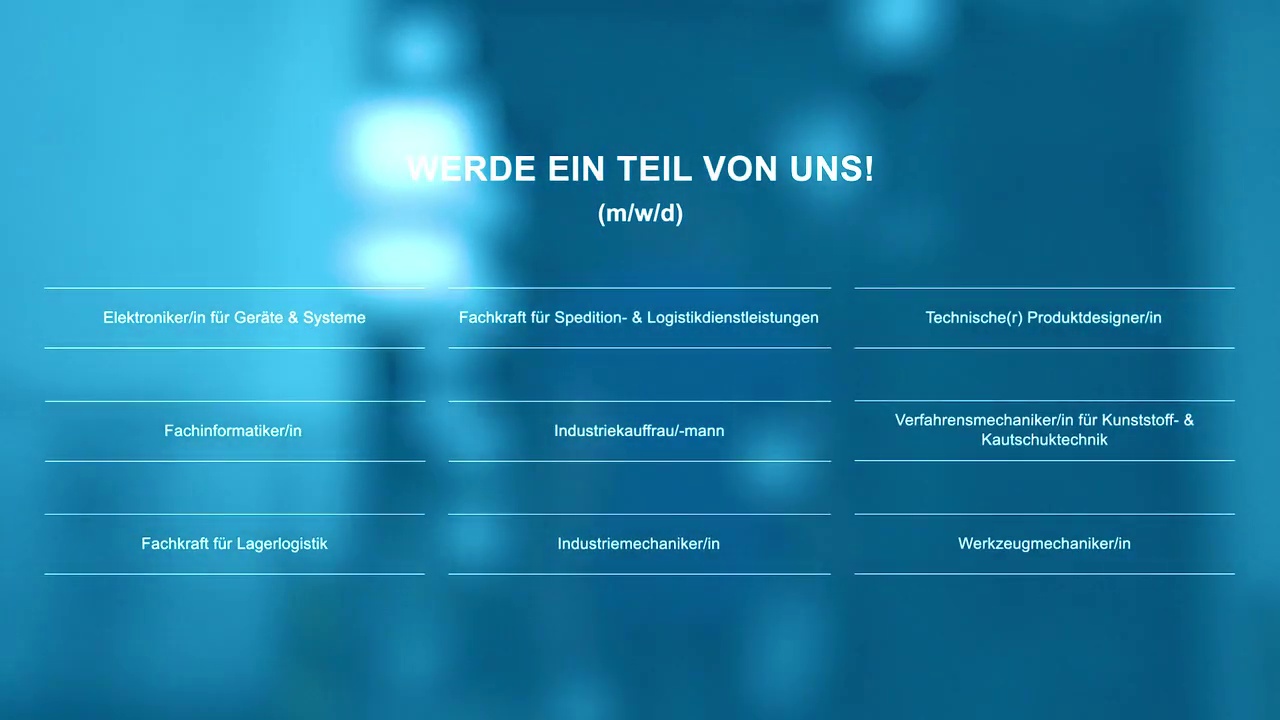 WERDE EIN TEIL VON UNS!
(m/w/d)
Elektroniker/in für Geräte & Systeme
Fachkraft für Spedition- & Logistikdienstleistungen
Technische(r) Produktdesigner/in
Fachinformatiker/in
Industriekauffrau/-mann
Verfahrensmechaniker/in für Kunststoff- &
Kautschuktechnik
Fachkraft für Lagerlogistik
Industriemechaniker/in
Werkzeugmechaniker/in